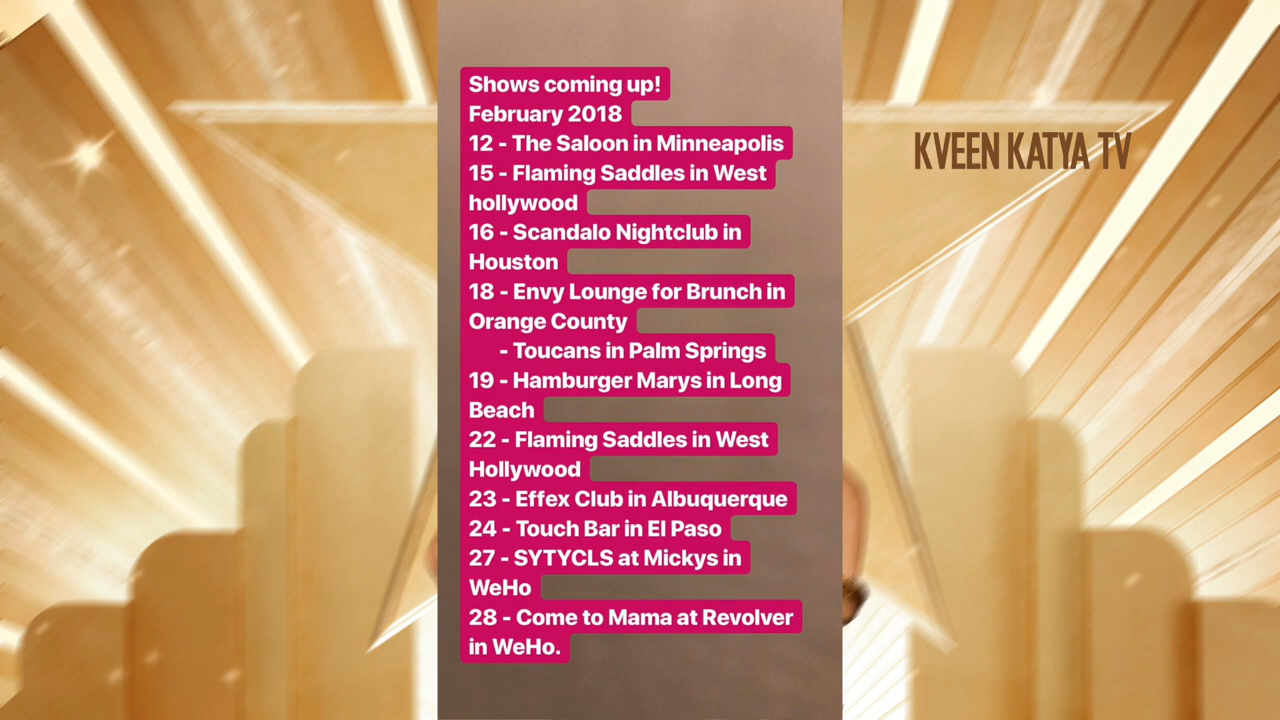 Shows coming up!
February 2018
12 - The Saloon in Minneapolis
15 - Flaming Saddles in West
hollywood
16 - Scandalo Nightclub in
Houston
18 - Envy Lounge for Brunch in
Orange County
- Toucans in Palm Springs
19 - Hamburger Marys in Long
Beach
22 - Flaming Saddles in West
Hollywood
23 - Effex Club in Albuquerque
24 - Touch Bar in El Paso
27 - SYTYCLS at Mickys in
WeHo
28 - Come to Mama at Revolver
in WeHo.
KVEEN KATYA TV